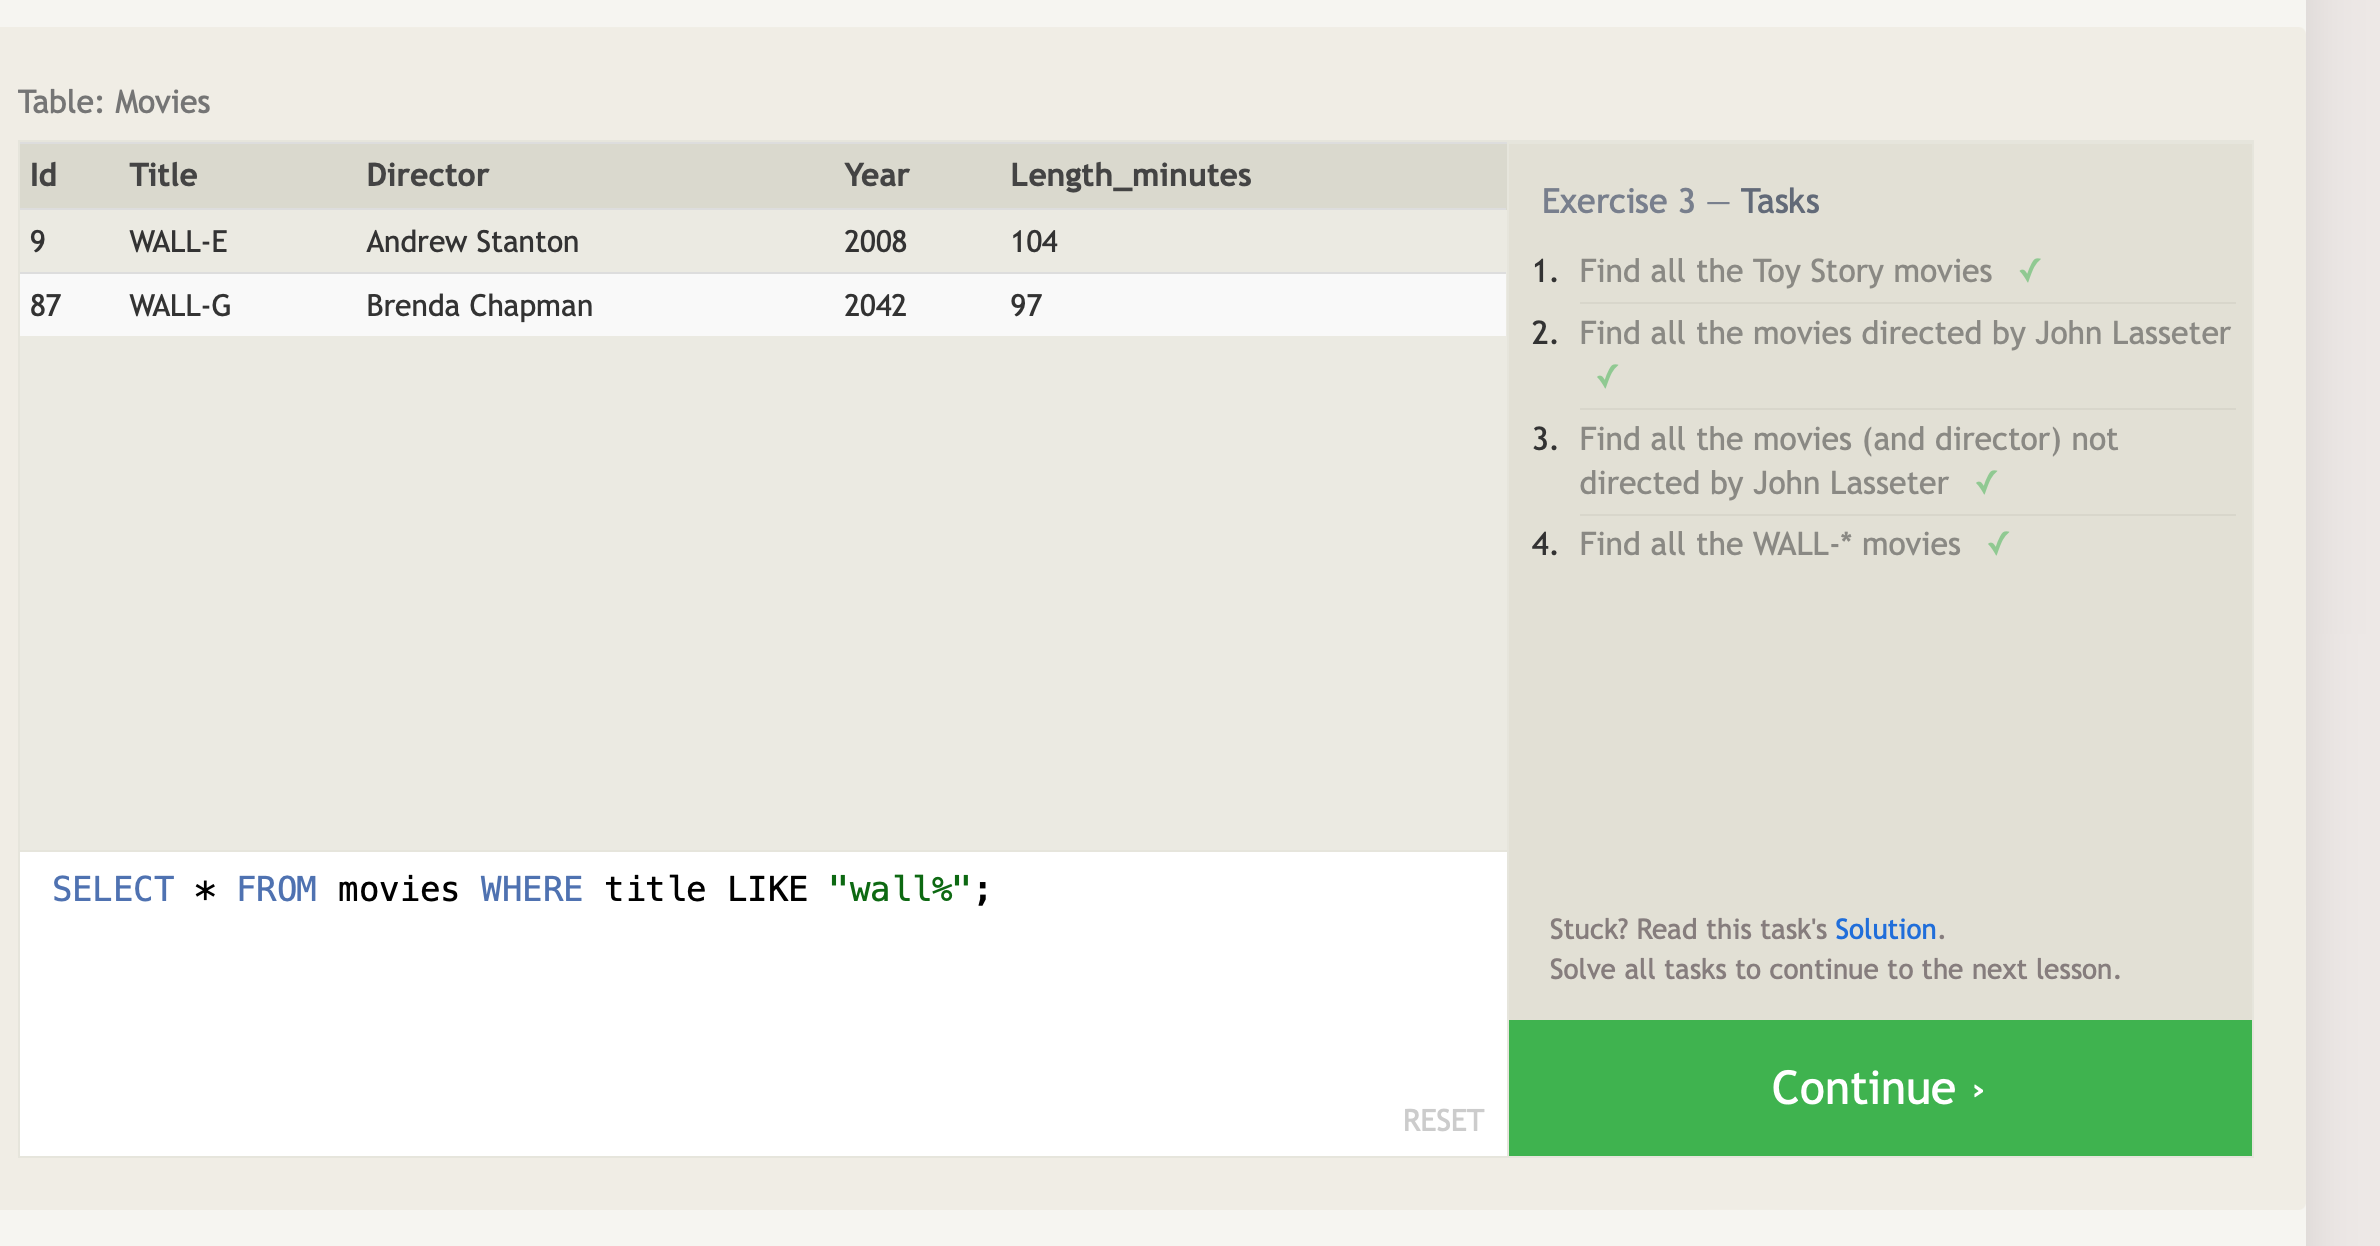 Table: Movies
Id Title Director Year Length_minutes
9 WALL-E Andrew Stanton 2008 104
87 WALL-G Brenda Chapman 2042 97
SELECT * FROM movies WHERE title LIKE "wall%";
RESET
Exercise 3 — Tasks
1. Find all the Toy Story movies ✓
2. Find all the movies directed by John Lasseter
✓
3. Find all the movies (and director) not
directed by John Lasseter ✓
4. Find all the WALL-* movies ✓
Stuck? Read this task's Solution.
Solve all tasks to continue to the next lesson.
Continue ›